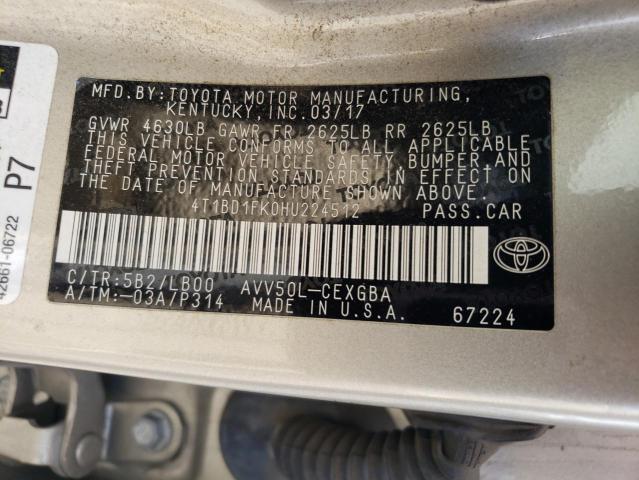 MFD.BY:TOYOTA MOTOR MANUFACTURING,
KENTUCKY, INC.03/17
GVWR 4630LB GAWR FR 2625LB RR 2625LB
THIS VEHICLE CONFORMS TO ALL APPLICABLE
FEDERAL MOTOR VEHICLE SAFETY, BUMPER, AND
THEFT PREVENTION STANDARDS IN EFFECT ON
THE DATE OF MANUFACTURE SHOWN ABOVE.
4T1BD1FK0HU224512 PASS.CAR
C/TR:5B2/LB00 AVV50L-CEXGBA
A/TM:-03A/P314 MADE IN U.S.A. 67224
42661-06722
P7